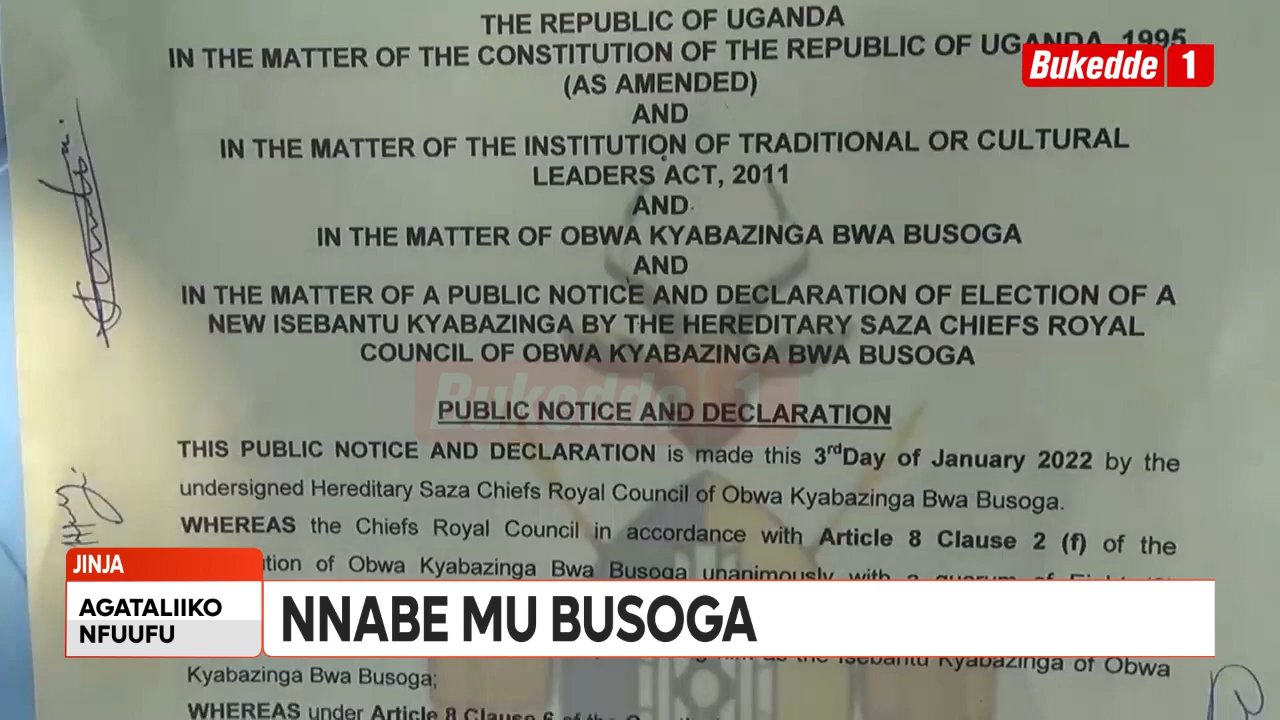 THE REPUBLIC OF UGANDA
IN THE MATTER OF THE CONSTITUTION OF THE REPUBLIC OF UGANDA, 1995
(AS AMENDED)
AND
IN THE MATTER OF THE INSTITUTION OF TRADITIONAL OR CULTURAL
LEADERS ACT, 2011
AND
IN THE MATTER OF OBWA KYABAZINGA BWA BUSOGA
AND
IN THE MATTER OF A PUBLIC NOTICE AND DECLARATION OF ELECTION OF A
NEW ISEBANTU KYABAZINGA BY THE HEREDITARY SAZA CHIEFS ROYAL
COUNCIL OF OBWA KYABAZINGA BWA BUSOGA
PUBLIC NOTICE AND DECLARATION
THIS PUBLIC NOTICE AND DECLARATION is made this 3rdDay of January 2022 by the
undersigned Hereditary Saza Chiefs Royal Council of Obwa Kyabazinga Bwa Busoga.
WHEREAS the Chiefs Royal Council in accordance with Article 8 Clause 2 (f) of the
of Obwa Kyabazinga Bwa Busoga unanimously with a quorum of
as the Isebantu Kyabazinga of Obwa
Kyabazinga Bwa Busoga;
WHEREAS under Article 8 Clause 6 of the
Bukedde 1
Bukedde 1
JINJA
AGATALIIKO
NFUUFU
NNABE MU BUSOGA